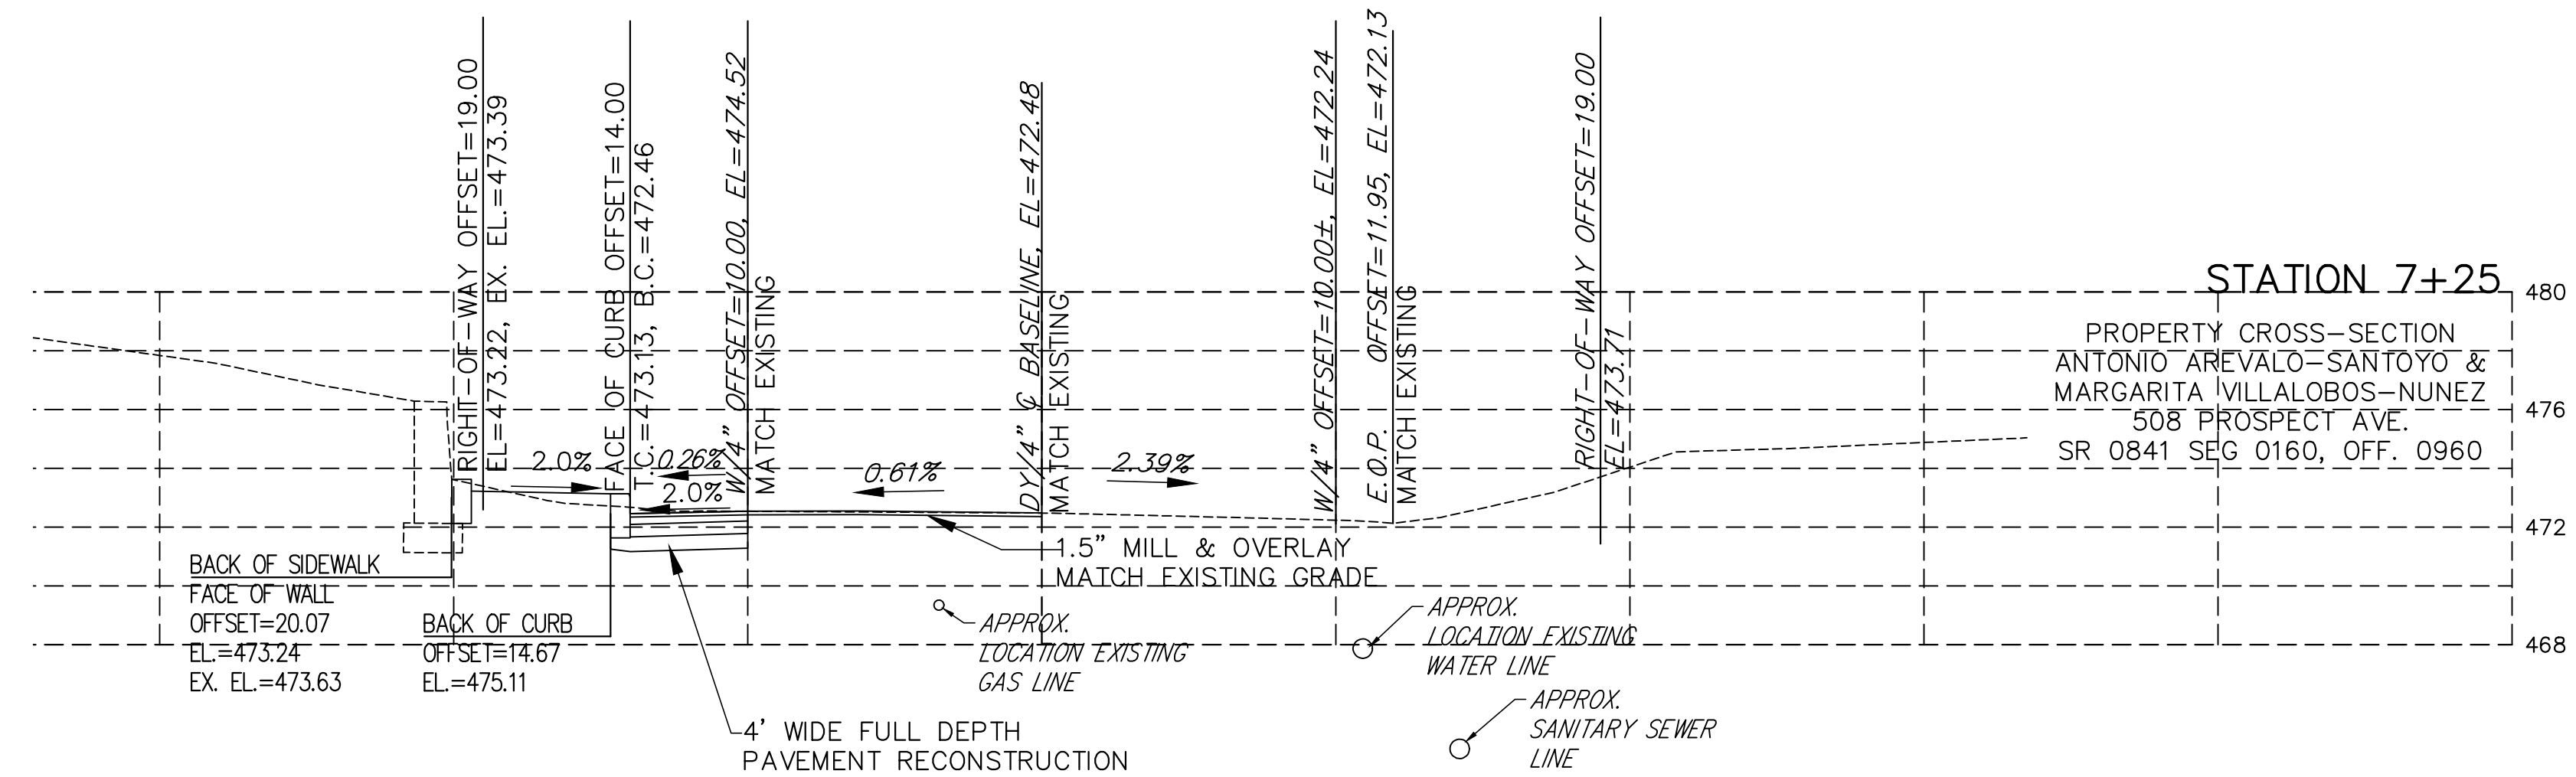 RIGHT-OF-WAY OFFSET=19.00
EL=473.22, EX. EL.=473.39
FACE OF CURB OFFSET=14.00
T.C.=473.13, B.C.=472.46
W/4" OFFSET=10.00, EL=474.52
MATCH EXISTING
DY/4" ℄ BASELINE, EL=472.48
MATCH EXISTING
W/4" OFFSET=10.00±, EL=472.24
E.O.P. OFFSET=11.95, EL=472.13
MATCH EXISTING
RIGHT-OF-WAY OFFSET=19.00
EL=473.71
STATION 7+25
PROPERTY CROSS-SECTION
ANTONIO AREVALO-SANTOYO &
MARGARITA VILLALOBOS-NUNEZ
508 PROSPECT AVE.
SR 0841 SEG 0160, OFF. 0960
480
476
472
468
2.0%
0.26%
2.0%
0.61%
2.39%
1.5" MILL & OVERLAY
MATCH EXISTING GRADE
BACK OF SIDEWALK
FACE OF WALL
OFFSET=20.07
EL.=473.24
EX. EL.=473.63
BACK OF CURB
OFFSET=14.67
EL.=475.11
APPROX.
LOCATION EXISTING
GAS LINE
APPROX.
LOCATION EXISTING
WATER LINE
APPROX.
SANITARY SEWER
LINE
4' WIDE FULL DEPTH
PAVEMENT RECONSTRUCTION